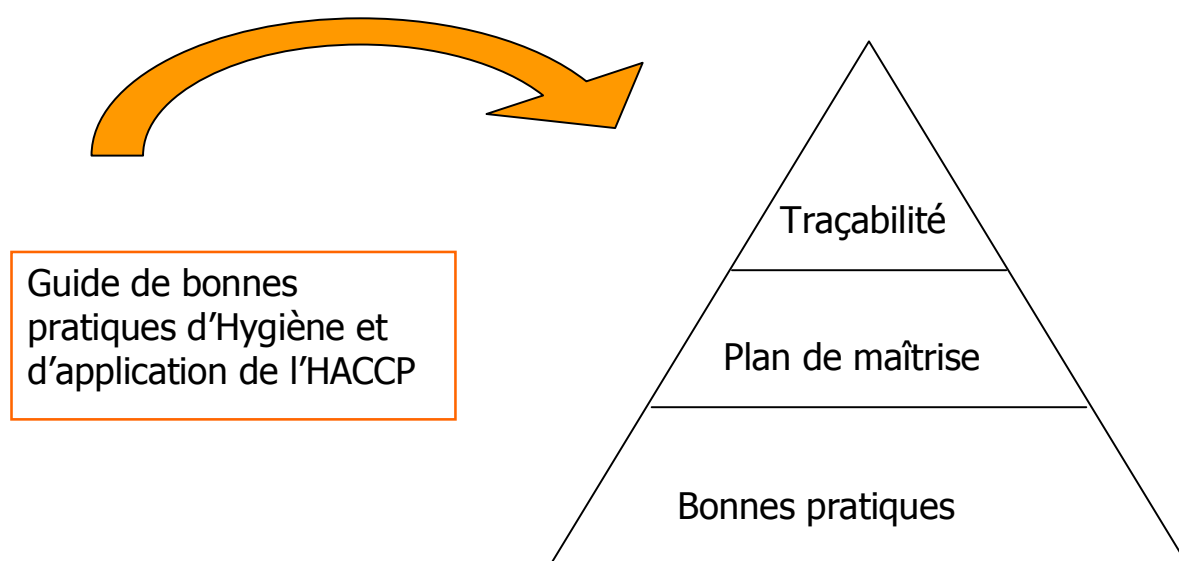 Guide de bonnes
pratiques d’Hygiène et
d’application de l’HACCP
Traçabilité
Plan de maîtrise
Bonnes pratiques